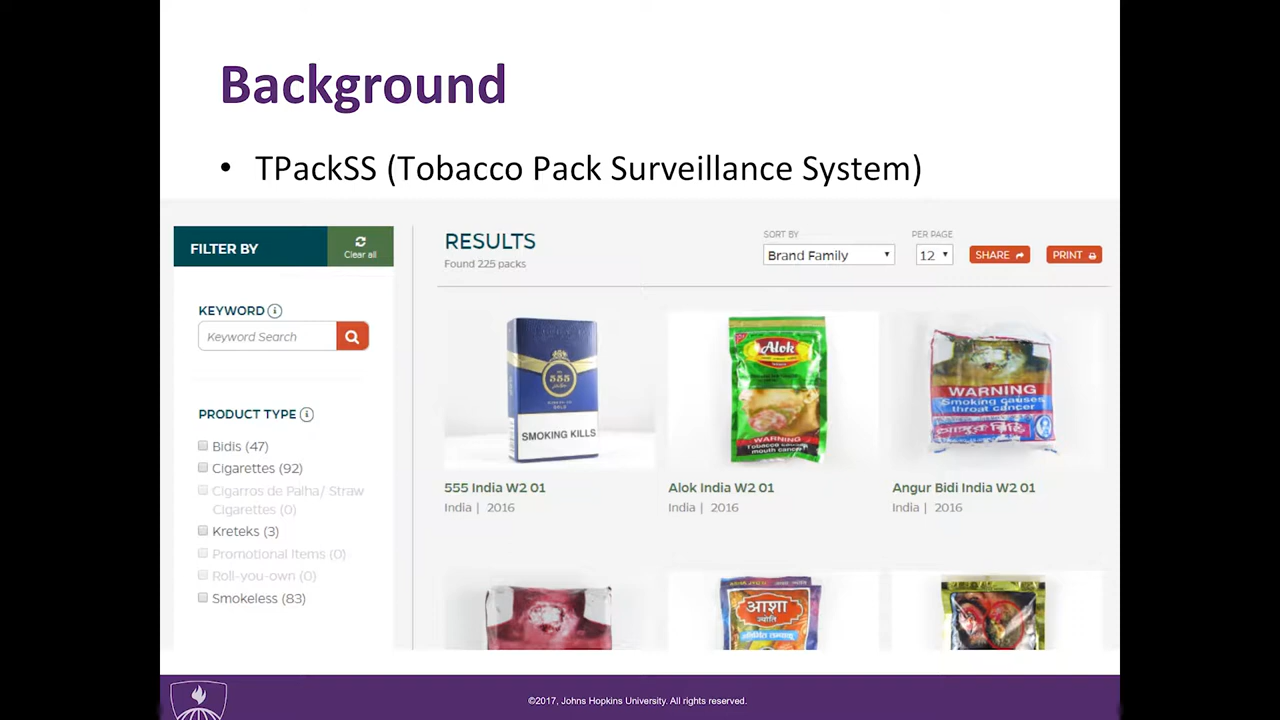 Background
• TPackSS (Tobacco Pack Surveillance System)
FILTER BY
Clear all
KEYWORD
Keyword Search
PRODUCT TYPE
Bidis (47)
Cigarettes (92)
Cigarros de Palha/ Straw
Cigarettes (0)
Kreteks (3)
Promotional Items (0)
Roll-you-own (0)
Smokeless (83)
RESULTS
Found 225 packs
SORT BY
Brand Family
PER PAGE
12
SHARE
PRINT
555
SMOKING KILLS
Alok
WARNING
Tobacco causes
mouth cancer
WARNING
Smoking causes
throat cancer
555 India W2 01
India | 2016
Alok India W2 01
India | 2016
Angur Bidi India W2 01
India | 2016
आशा
ज्योति
©2017, Johns Hopkins University. All rights reserved.